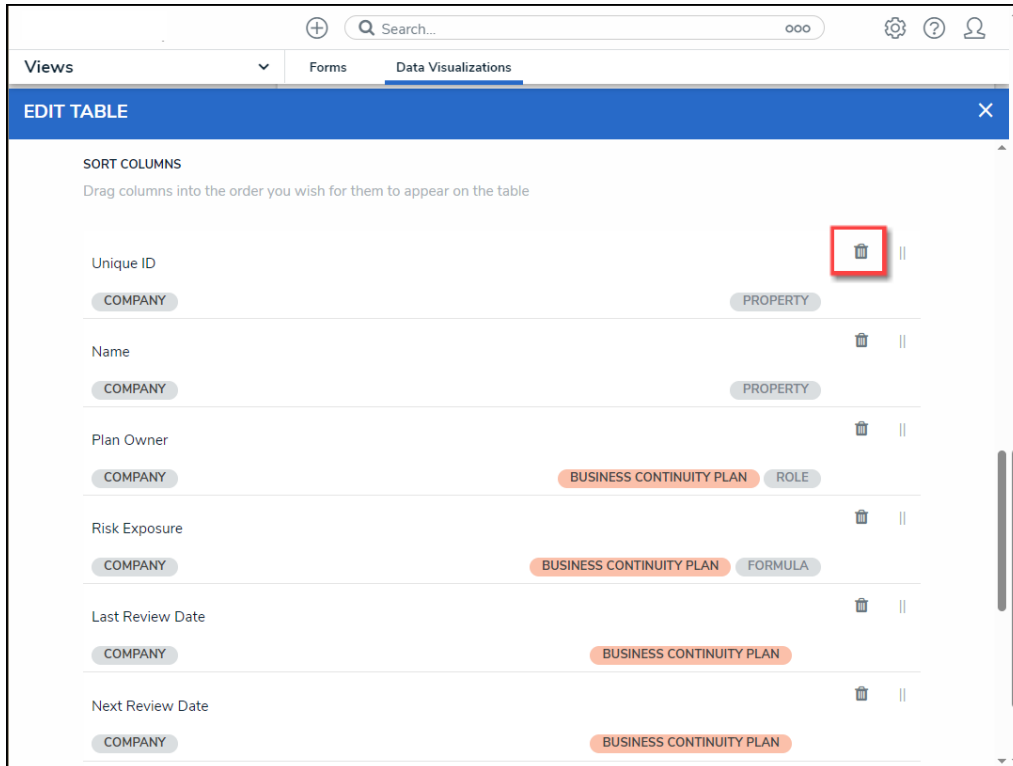 Search...
Views
Forms Data Visualizations
EDIT TABLE
SORT COLUMNS
Drag columns into the order you wish for them to appear on the table
Unique ID
COMPANY PROPERTY
Name
COMPANY PROPERTY
Plan Owner
COMPANY BUSINESS CONTINUITY PLAN ROLE
Risk Exposure
COMPANY BUSINESS CONTINUITY PLAN FORMULA
Last Review Date
COMPANY BUSINESS CONTINUITY PLAN
Next Review Date
COMPANY BUSINESS CONTINUITY PLAN